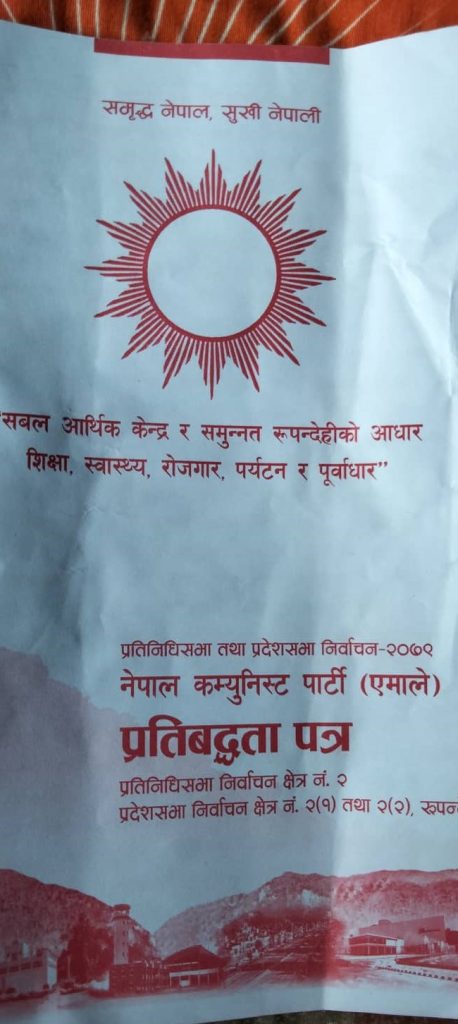 समृद्ध नेपाल, सुखी नेपाली
"सबल आर्थिक केन्द्र र समुन्नत रूपन्देहीको आधार
शिक्षा, स्वास्थ्य, रोजगार, पर्यटन र पूर्वाधार"
प्रतिनिधिसभा तथा प्रदेशसभा निर्वाचन-२०७९
नेपाल कम्युनिस्ट पार्टी (एमाले)
प्रतिबद्धता पत्र
प्रतिनिधिसभा निर्वाचन क्षेत्र नं. २
प्रदेशसभा निर्वाचन क्षेत्र नं. २(१) तथा २(२),